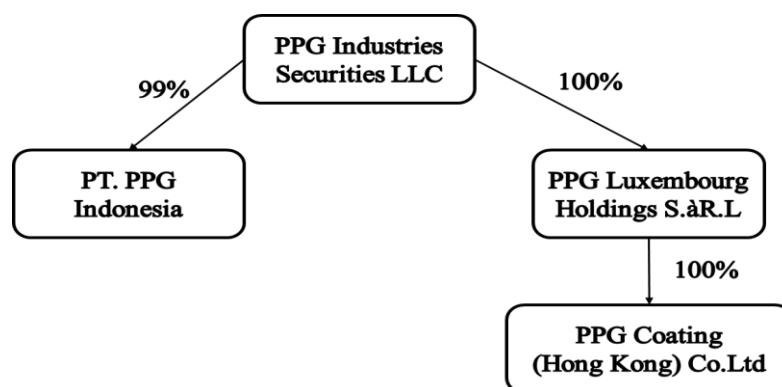 PPG Industries
Securities LLC
99%
100%
PT. PPG
Indonesia
PPG Luxembourg
Holdings S.àR.L
100%
PPG Coating
(Hong Kong) Co.Ltd